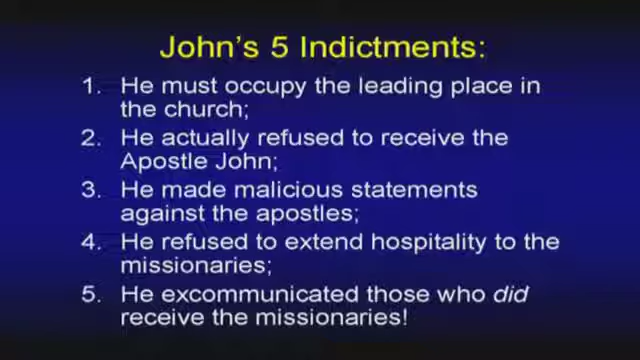 John's 5 Indictments:
1. He must occupy the leading place in
the church;
2. He actually refused to receive the
Apostle John;
3. He made malicious statements
against the apostles;
4. He refused to extend hospitality to the
missionaries;
5. He excommunicated those who did
receive the missionaries!